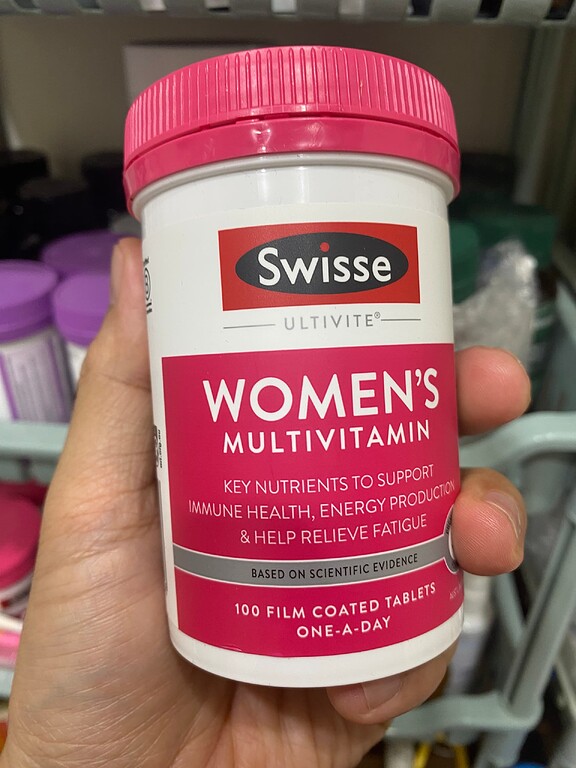 Swisse
ULTIVITE®
WOMEN'S
MULTIVITAMIN
KEY NUTRIENTS TO SUPPORT
IMMUNE HEALTH, ENERGY PRODUCTION
& HELP RELIEVE FATIGUE
BASED ON SCIENTIFIC EVIDENCE
100 FILM COATED TABLETS
ONE-A-DAY